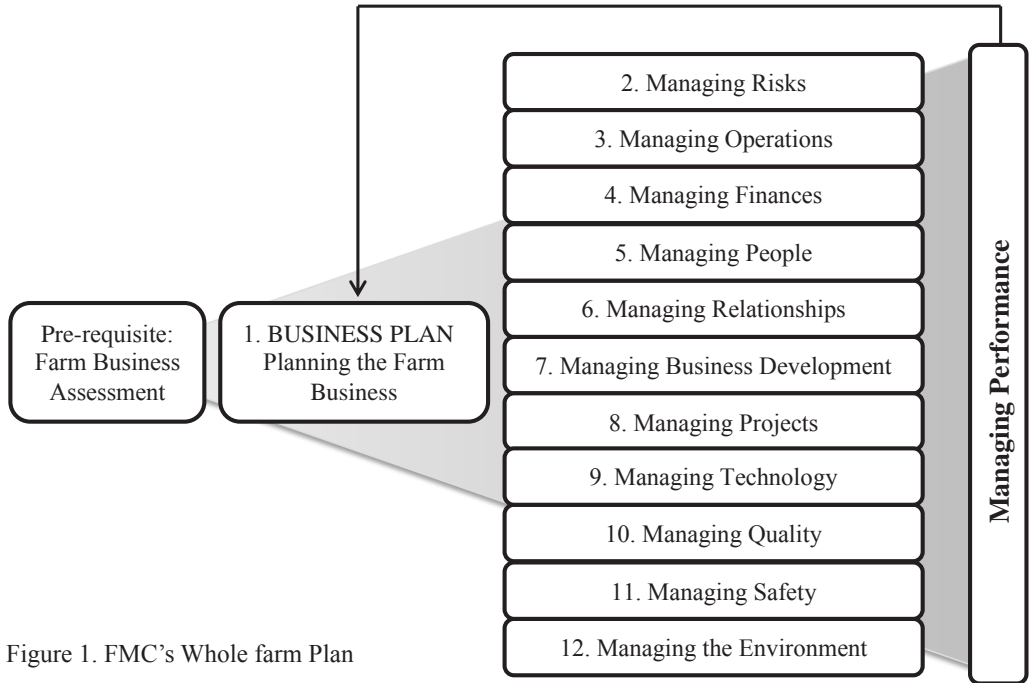 Pre-requisite:
Farm Business
Assessment
1. BUSINESS PLAN
Planning the Farm
Business
2. Managing Risks
3. Managing Operations
4. Managing Finances
5. Managing People
6. Managing Relationships
7. Managing Business Development
8. Managing Projects
9. Managing Technology
10. Managing Quality
11. Managing Safety
12. Managing the Environment
Managing Performance
Figure 1. FMC's Whole farm Plan